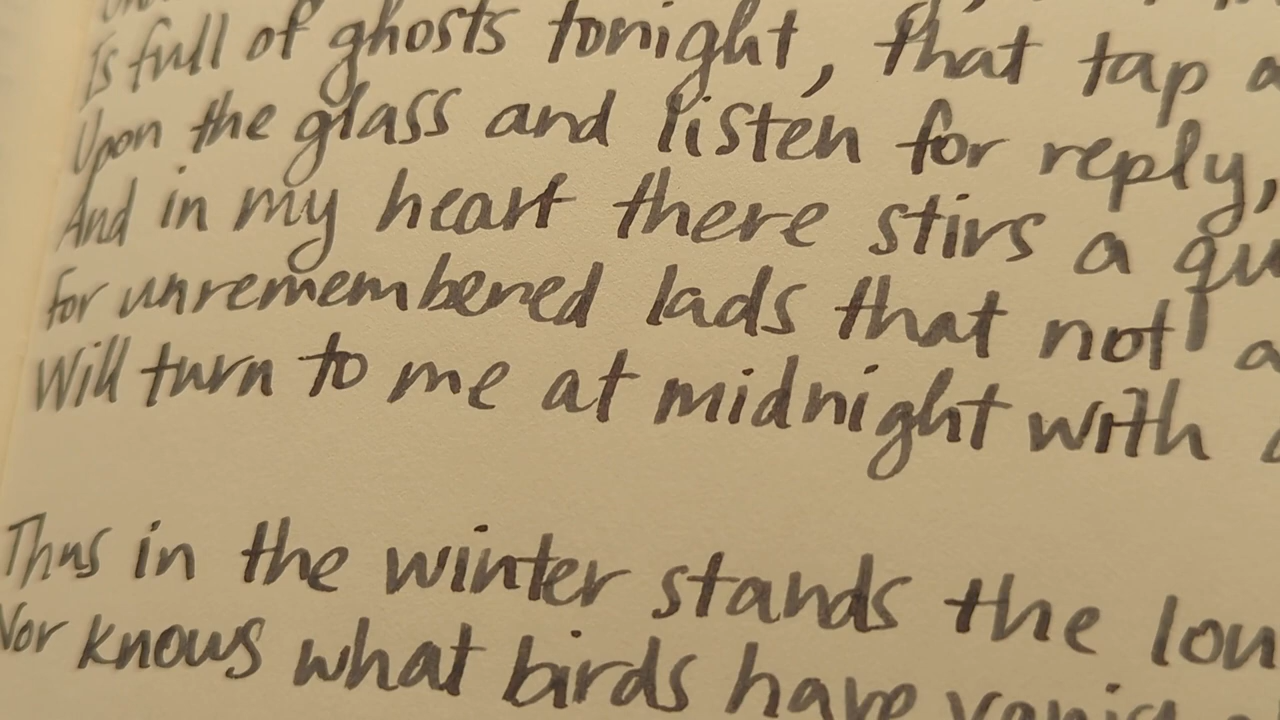 Is full of ghosts tonight, that tap
Upon the glass and listen for reply,
And in my heart there stirs a
for unremembered lads that not
Will turn to me at midnight with
Thus in the winter stands the
Nor knows what birds have